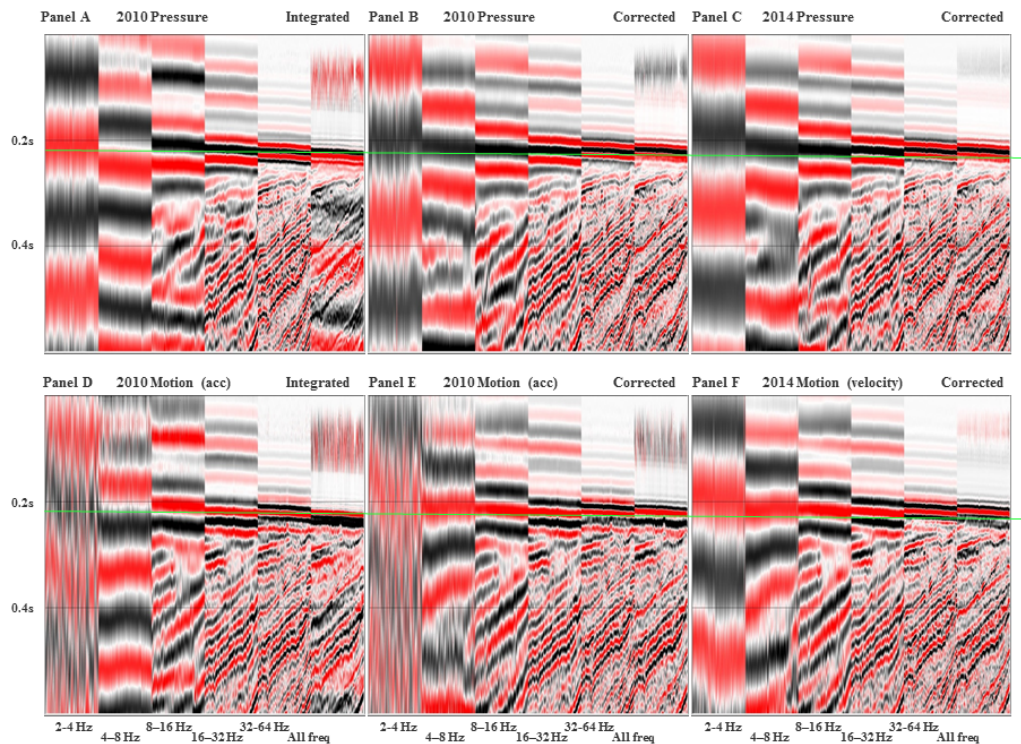 Panel A 2010 Pressure Integrated Panel B 2010 Pressure Corrected Panel C 2014 Pressure Corrected
0.2s
0.4s
Panel D 2010 Motion (acc) Integrated Panel E 2010 Motion (acc) Corrected Panel F 2014 Motion (velocity) Corrected
0.2s
0.4s
2–4 Hz 8–16 Hz 32–64 Hz 2–4 Hz 8–16 Hz 32–64 Hz 2–4 Hz 8–16 Hz 32–64 Hz
4–8 Hz 16–32 Hz All freq 4–8 Hz 16–32 Hz All freq 4–8 Hz 16–32 Hz All freq